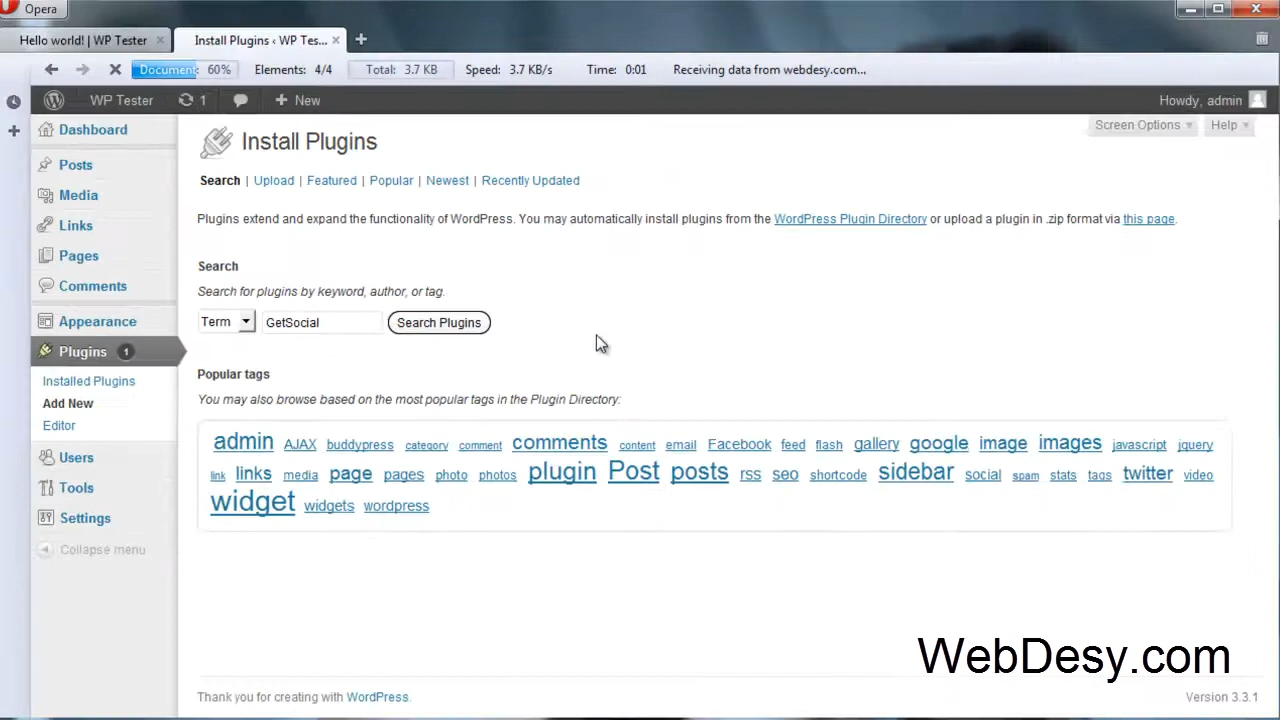 Opera
Hello world! | WP Tester
Install Plugins ‹ WP Tes...
Document: 60% Elements: 4/4 Total: 3.7 KB Speed: 3.7 KB/s Time: 0:01 Receiving data from webdesy.com...
WP Tester 1 New Howdy, admin
Dashboard
Posts
Media
Links
Pages
Comments
Appearance
Plugins 1
Installed Plugins
Add New
Editor
Users
Tools
Settings
Collapse menu
Screen Options Help
Install Plugins
Search | Upload | Featured | Popular | Newest | Recently Updated
Plugins extend and expand the functionality of WordPress. You may automatically install plugins from the WordPress Plugin Directory or upload a plugin in .zip format via this page.
Search
Search for plugins by keyword, author, or tag.
Term GetSocial Search Plugins
Popular tags
You may also browse based on the most popular tags in the Plugin Directory:
admin AJAX buddypress category comment comments content email Facebook feed flash gallery google image images javascript jquery
link links media page pages photo photos plugin Post posts rss seo shortcode sidebar social spam stats tags twitter video
widget widgets wordpress
WebDesy.com
Thank you for creating with WordPress. Version 3.3.1